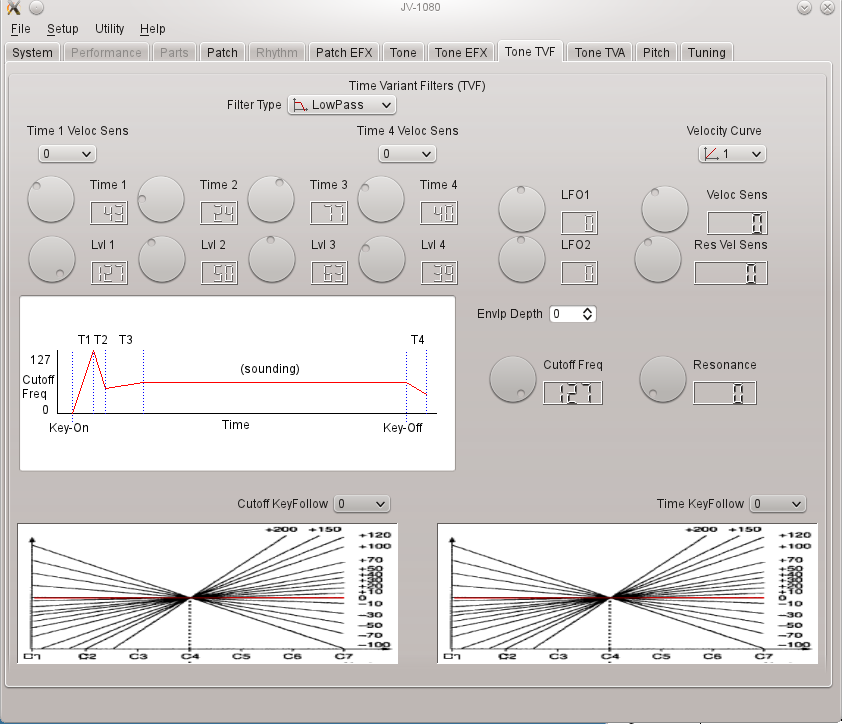 JV-1080
File Setup Utility Help
System Performance Parts Patch Rhythm Patch EFX Tone Tone EFX Tone TVF Tone TVA Pitch Tuning
Time Variant Filters (TVF)
Filter Type LowPass
Time 1 Veloc Sens Time 4 Veloc Sens Velocity Curve
0 0 1
Time 1 Time 2 Time 3 Time 4 LFO1 Veloc Sens
43 24 77 40 0 0
Lvl 1 Lvl 2 Lvl 3 Lvl 4 LFO2 Res Vel Sens
127 50 63 39 0 0
Envlp Depth 0
T1 T2 T3 T4
127
(sounding)
Cutoff
Freq
0
Key-On Time Key-Off
Cutoff Freq Resonance
127 0
Cutoff KeyFollow 0 Time KeyFollow 0
+200 +150 +200 +150
+120 +120
+100 +100
+70 +70
+50 +50
+40 +40
+30 +30
+20 +20
+10 +10
0 0
-10 -10
-30 -30
-50 -50
-70 -70
-100 -100
C1 C2 C3 C4 C5 C6 C7 C1 C2 C3 C4 C5 C6 C7